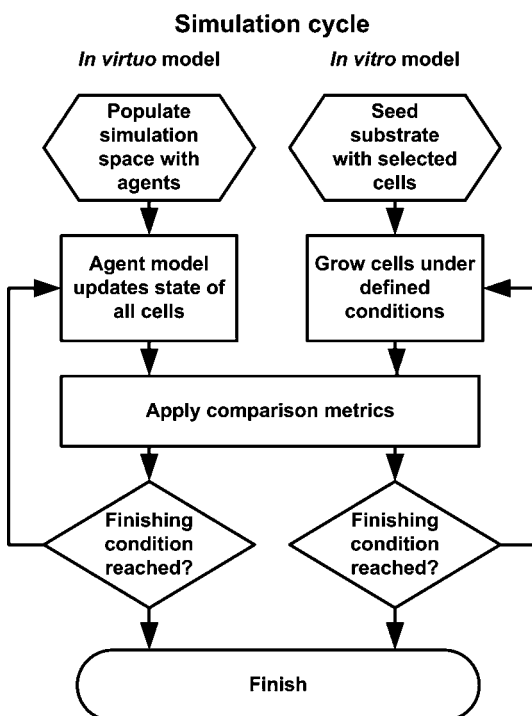 Simulation cycle
In virtuo model
In vitro model
Populate
simulation
space with
agents
Seed
substrate
with selected
cells
Agent model
updates state of
all cells
Grow cells under
defined
conditions
Apply comparison metrics
Finishing
condition
reached?
Finishing
condition
reached?
Finish